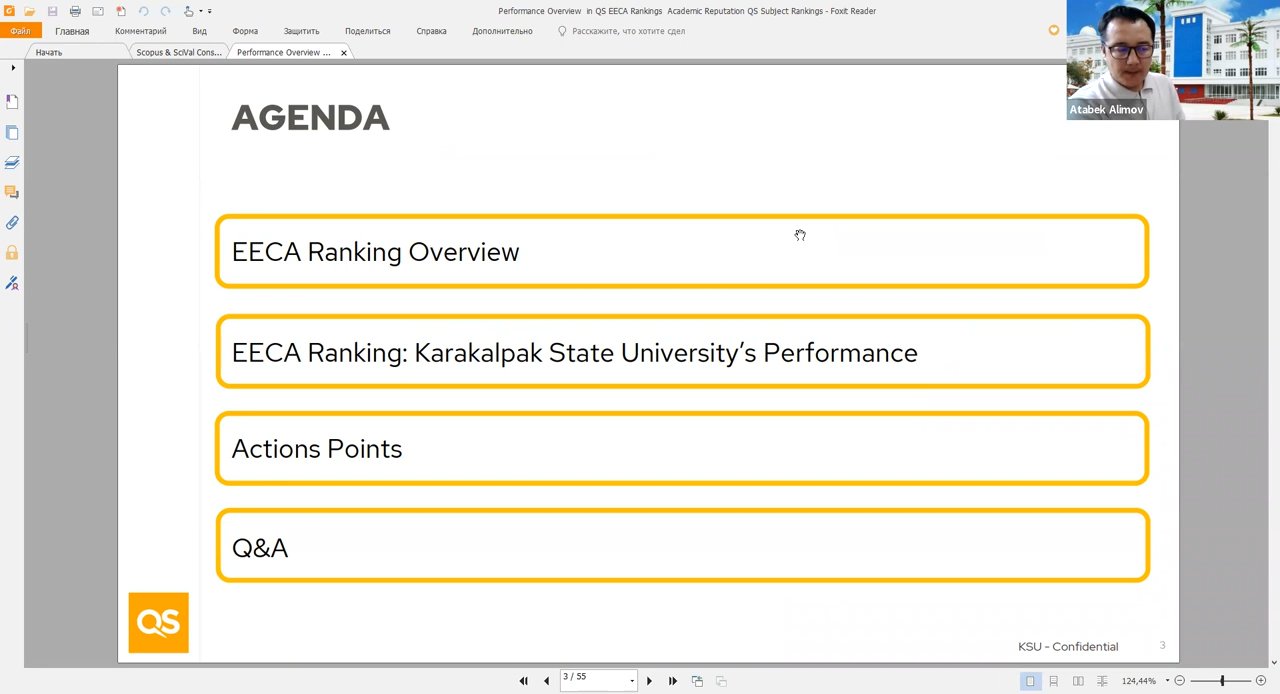 Performance Overview in QS EECA Rankings Academic Reputation QS Subject Rankings - Foxit Reader
Файл Главная Комментарий Вид Форма Защитить Поделиться Справка Дополнительно Расскажите, что хотите сдел
Начать Scopus & SciVal Cons... Performance Overview ...
Atabek Alimov
AGENDA
EECA Ranking Overview
EECA Ranking: Karakalpak State University’s Performance
Actions Points
Q&A
QS
KSU - Confidential 3
3 / 55 124,44%